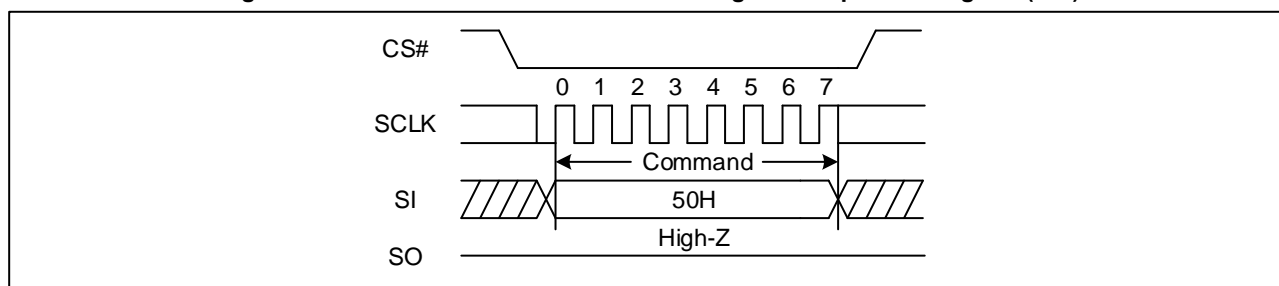 CS#
0 1 2 3 4 5 6 7
SCLK
Command
SI 50H
High-Z
SO